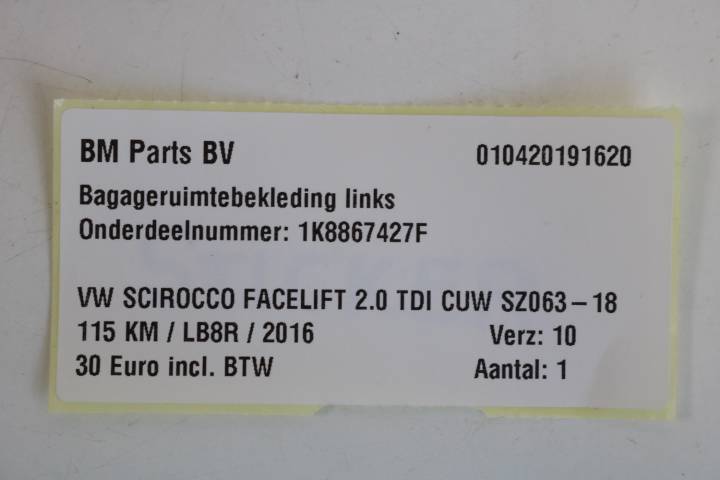 BM Parts BV 010420191620
Bagageruimtebekleding links
Onderdeelnummer: 1K8867427F
VW SCIROCCO FACELIFT 2.0 TDI CUW SZ063-18
115 KM / LB8R / 2016 Verz: 10
30 Euro incl. BTW Aantal: 1